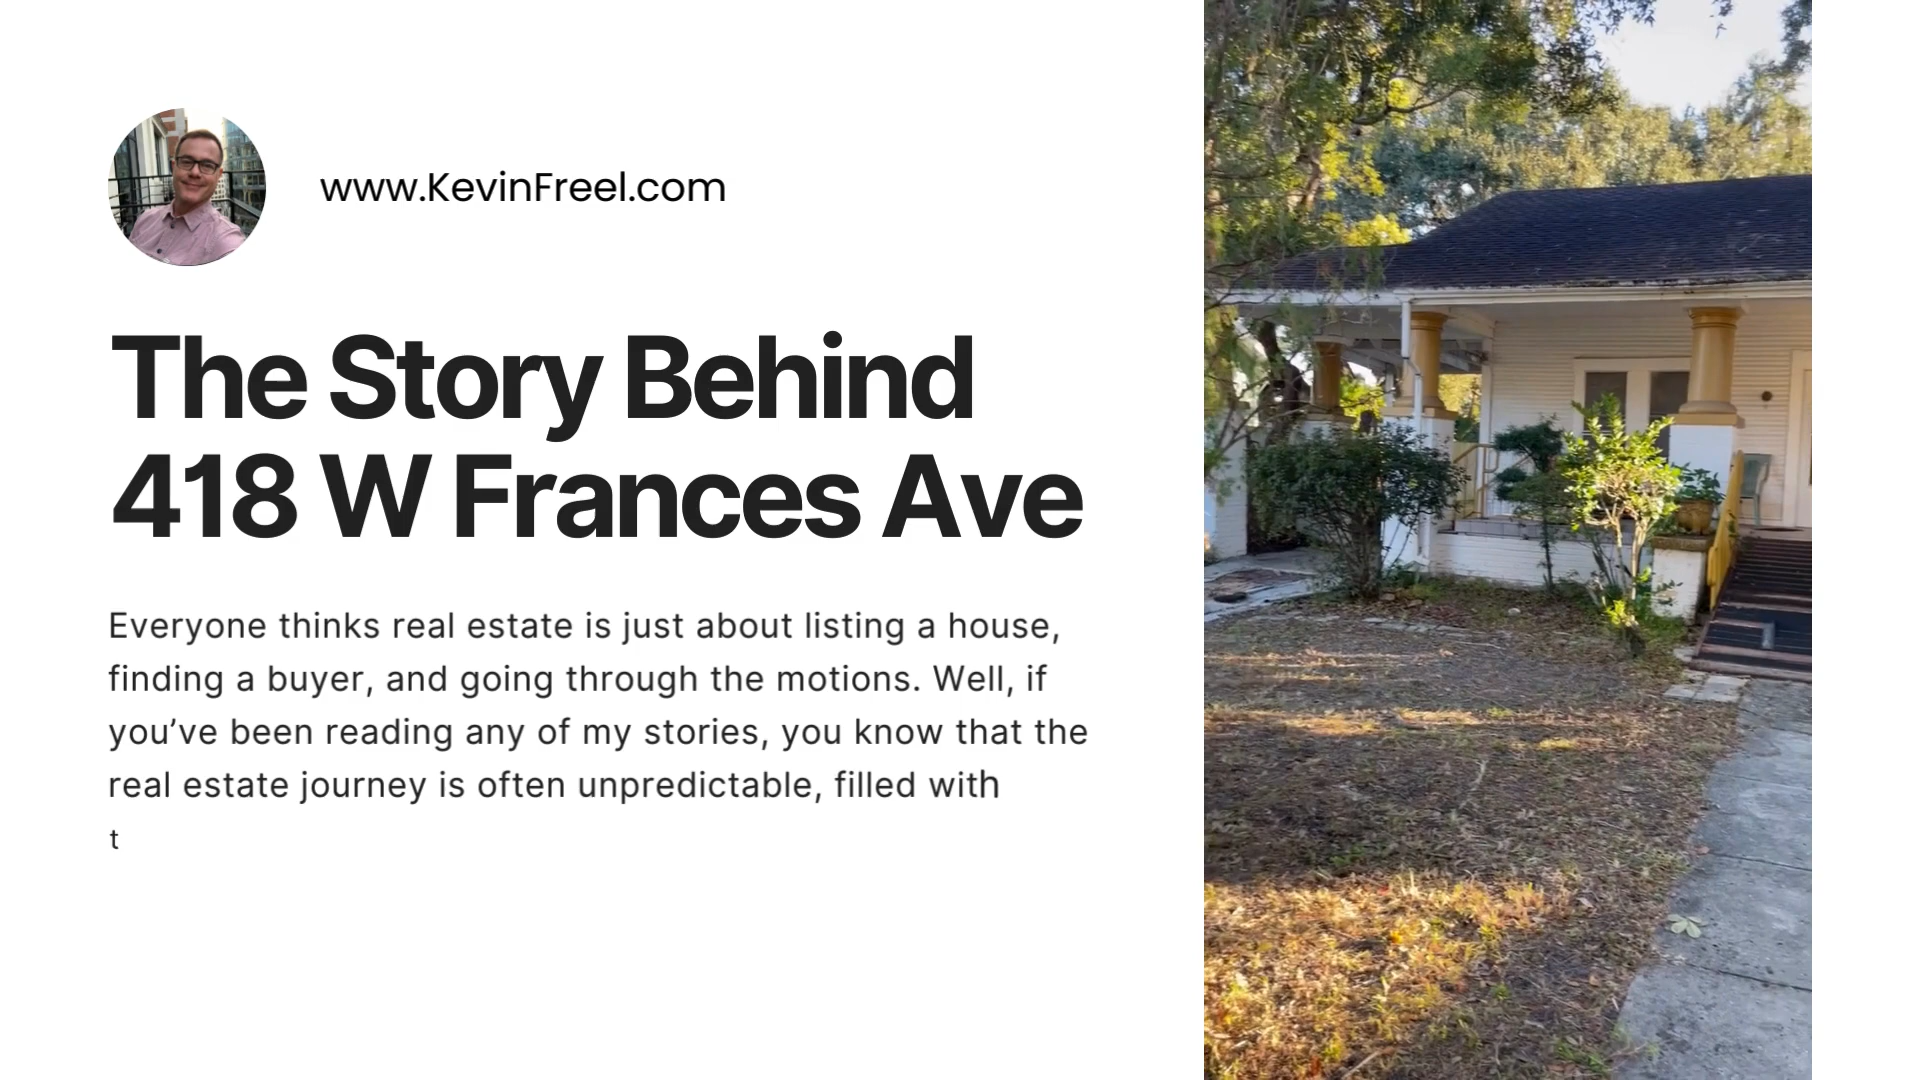 www.KevinFreel.com
The Story Behind
418 W Frances Ave
Everyone thinks real estate is just about listing a house,
finding a buyer, and going through the motions. Well, if
you’ve been reading any of my stories, you know that the
real estate journey is often unpredictable, filled with
t